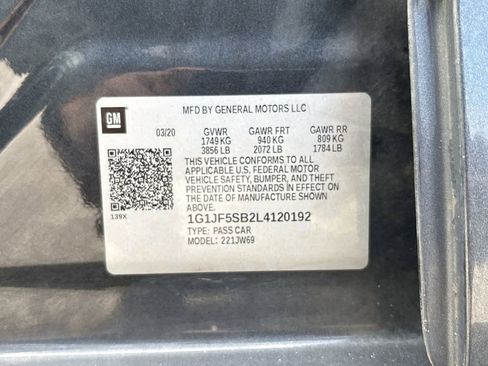 GM
MFD BY GENERAL MOTORS LLC
03/20 GVWR GAWR FRT GAWR RR
1749 KG 940 KG 809 KG
3856 LB 2072 LB 1784 LB
THIS VEHICLE CONFORMS TO ALL
APPLICABLE U.S. FEDERAL MOTOR
VEHICLE SAFETY, BUMPER, AND THEFT
PREVENTION STANDARDS IN EFFECT ON
THE DATE OF MANUFACTURE SHOWN
ABOVE.
139X
1G1JF5SB2L4120192
TYPE: PASS CAR
MODEL: 221JW69